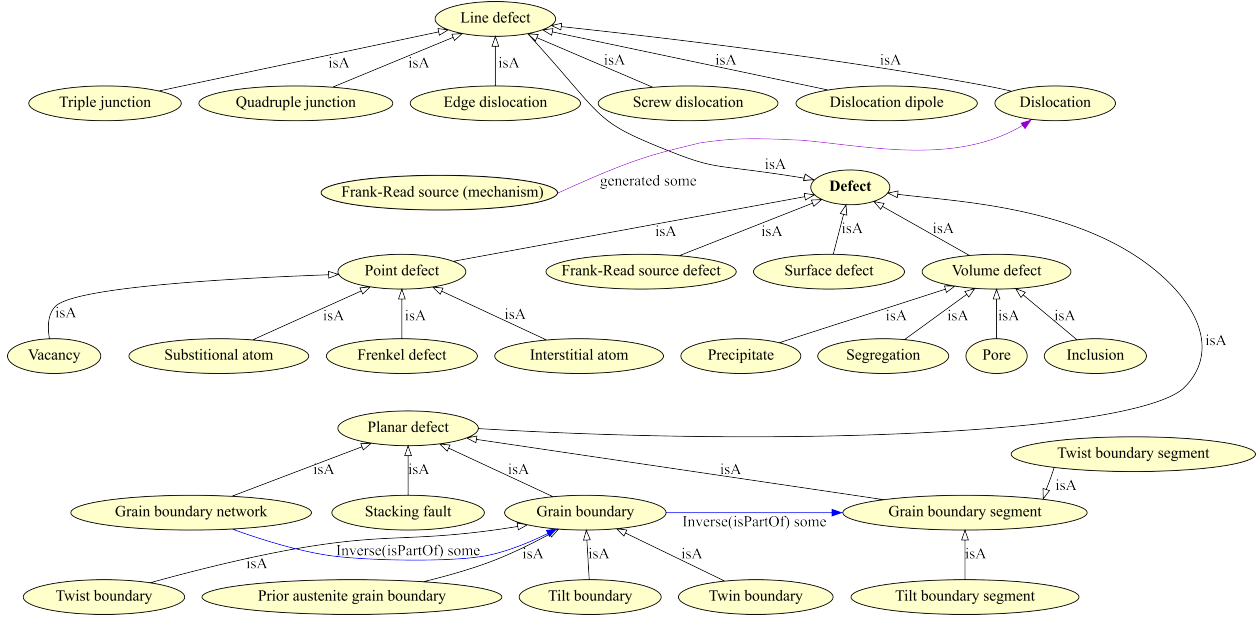 Line defect
isA
isA
isA
isA
isA
isA
Triple junction
Quadruple junction
Edge dislocation
Screw dislocation
Dislocation dipole
Dislocation
isA
generated some
Frank-Read source (mechanism)
Defect
isA
isA
isA
isA
Point defect
Frank-Read source defect
Surface defect
Volume defect
isA
isA
isA
isA
isA
isA
isA
isA
isA
Vacancy
Substitional atom
Frenkel defect
Interstitial atom
Precipitate
Segregation
Pore
Inclusion
Planar defect
isA
isA
isA
isA
Twist boundary segment
isA
Grain boundary network
Stacking fault
Grain boundary
Inverse(isPartOf) some
Grain boundary segment
Inverse(isPartOf) some
isA
isA
isA
isA
isA
Twist boundary
Prior austenite grain boundary
Tilt boundary
Twin boundary
Tilt boundary segment